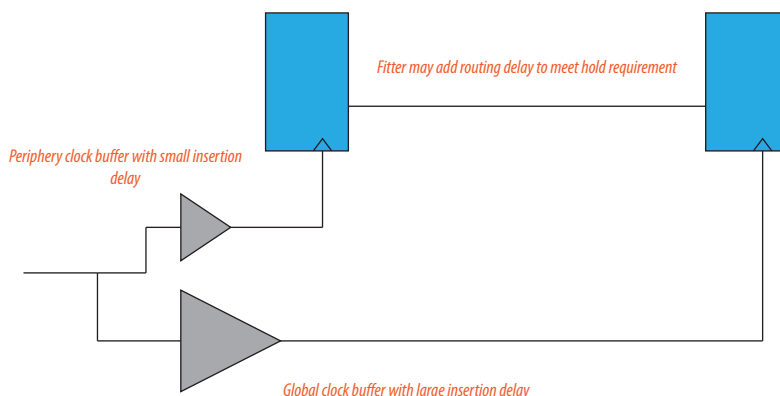 Fitter may add routing delay to meet hold requirement
Periphery clock buffer with small insertion
delay
Global clock buffer with large insertion delay